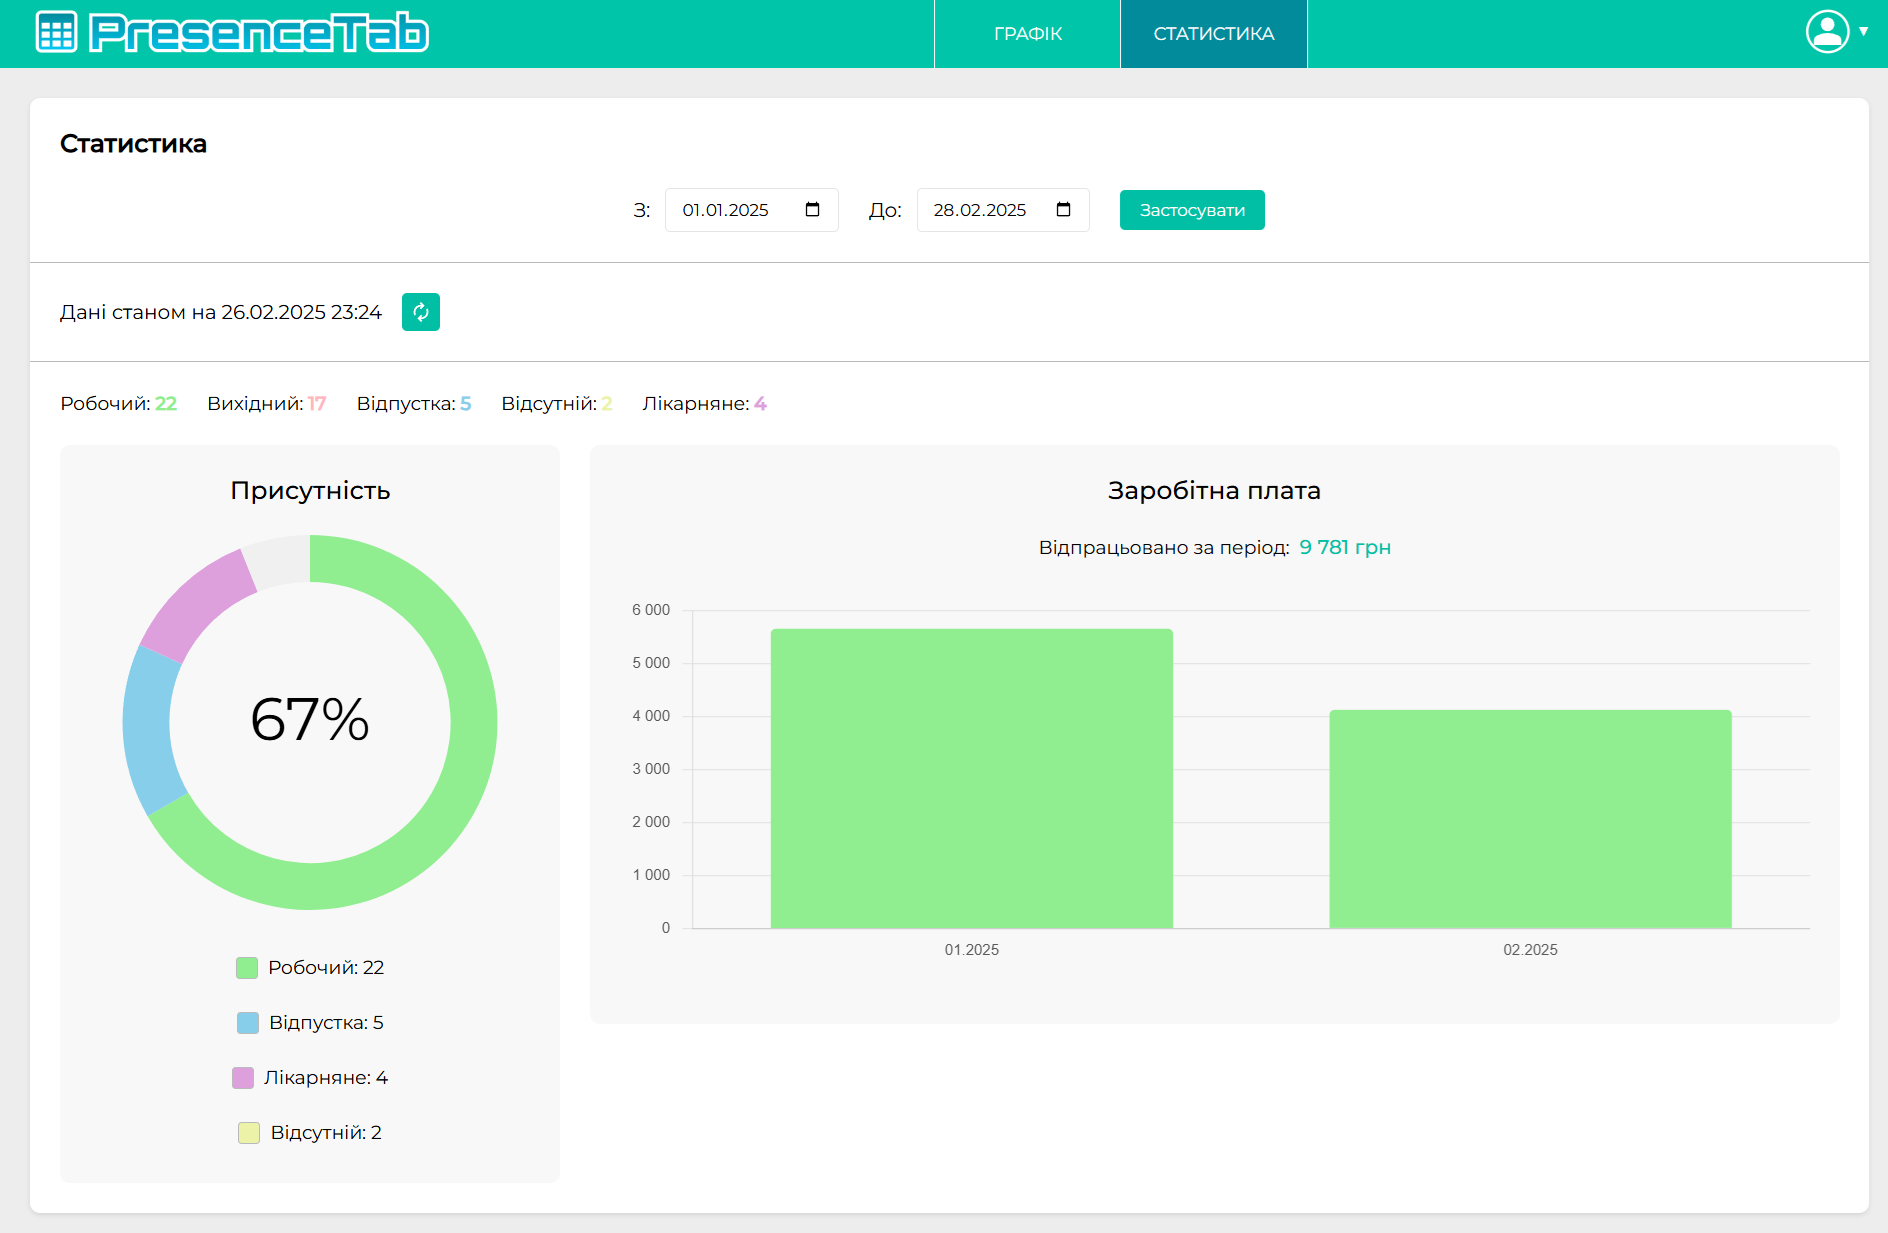 PresenceTab
ГРАФІК
СТАТИСТИКА
Статистика
З: 01.01.2025 До: 28.02.2025 Застосувати
Дані станом на 26.02.2025 23:24
Робочий: 22 Вихідний: 17 Відпустка: 5 Відсутній: 2 Лікарняне: 4
Присутність
67%
Робочий: 22
Відпустка: 5
Лікарняне: 4
Відсутній: 2
Заробітна плата
Відпрацьовано за період: 9 781 грн
6 000
5 000
4 000
3 000
2 000
1 000
0
01.2025 02.2025